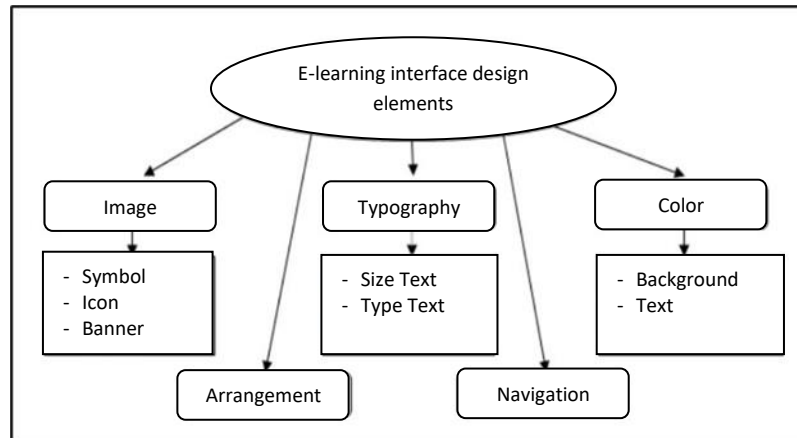 E-learning interface design
elements
Image
Typography
Color
- Symbol
- Icon
- Banner
- Size Text
- Type Text
- Background
- Text
Arrangement
Navigation